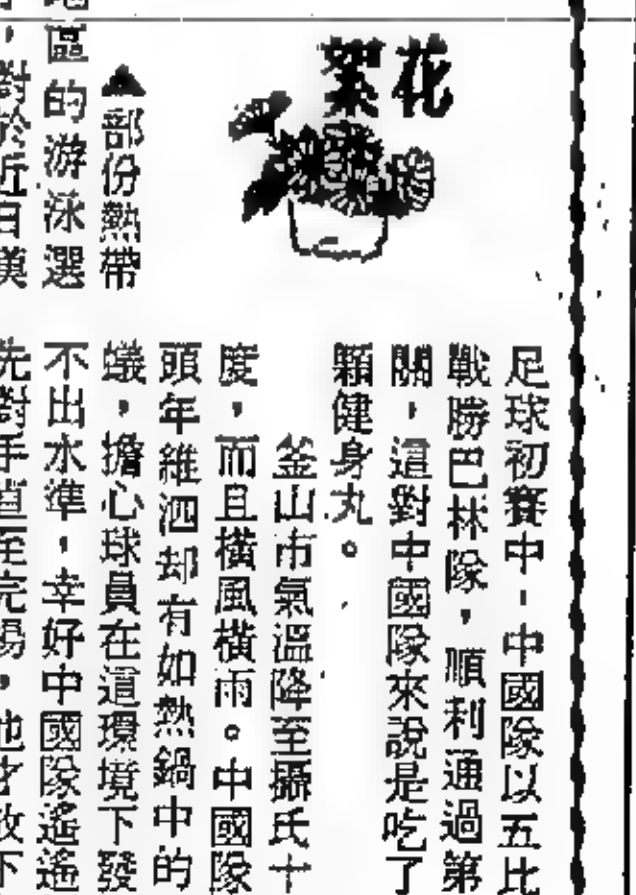 花絮
足球初賽中,中國隊以五比
戰勝巴林隊,順利通過第
關,這對中國隊來說是吃了
顆健身丸。
釜山市氣溫降至攝氏十
度,而且橫風橫雨。中國隊
頭年維泗却有如熱鍋中的
蟻,擔心球員在這環境下發
不出水準,幸好中國隊遙遙
先對手直至完場,他才放下
▲部份熱帶
地區的游泳選
對於近日漢